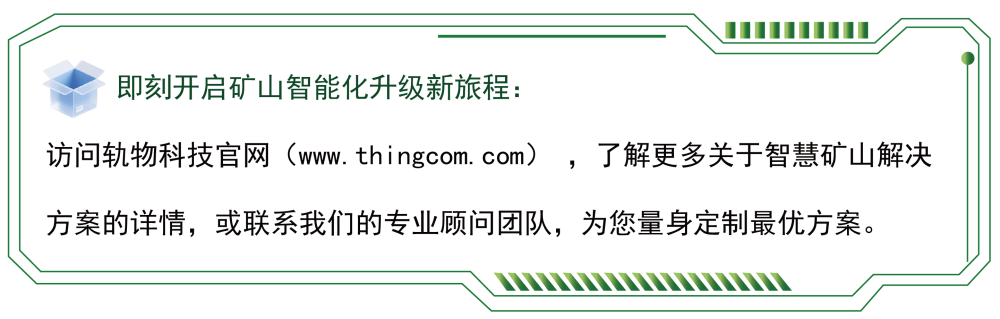 即刻开启矿山智能化升级新旅程：
访问轨物科技官网（www.thingcom.com） ，了解更多关于智慧矿山解决
方案的详情，或联系我们的专业顾问团队，为您量身定制最优方案。